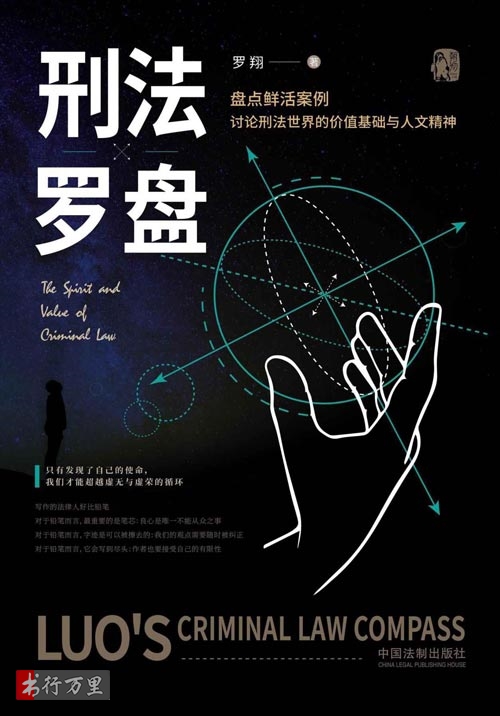 刑法
罗盘
罗翔
著
盘点鲜活案例
讨论刑法世界的价值基础与人文精神
The Spirit and
Value of
Criminal Law
只有发现了自己的使命，
我们才能超越虚无与虚荣的循环
写作的法律人好比铅笔
对于铅笔而言，最重要的是笔芯：良心是唯一不能从众之事
对于铅笔而言，字迹是可以被擦去的：我们的观点需要随时被纠正
对于铅笔而言，它会写到尽头：作者也要接受自己的有限性
LUO'S
CRIMINAL LAW COMPASS
中国法制出版社
CHINA LEGAL PUBLISHING HOUSE
书行万里